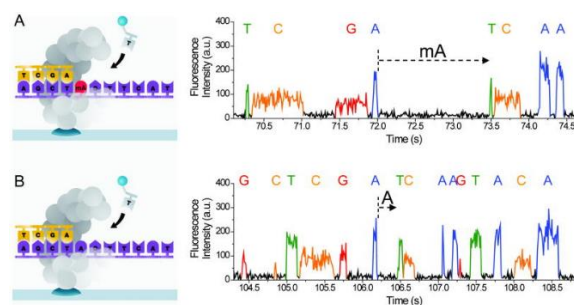 A
T C G A
A G C T mA T C A T
T
T C G A mA T C A A
Fluorescence
Intensity (a.u.)
400
300
200
100
0
70.5 71.0 71.5 72.0 72.5 73.0 73.5 74.0 74.5
Time (s)
B
T C G A
A G C T A T C A T
T
G C T C G A A T C A A G T A C A
Fluorescence
Intensity (a.u.)
400
300
200
100
0
104.5 105.0 105.5 106.0 106.5 107.0 107.5 108.0 108.5
Time (s)